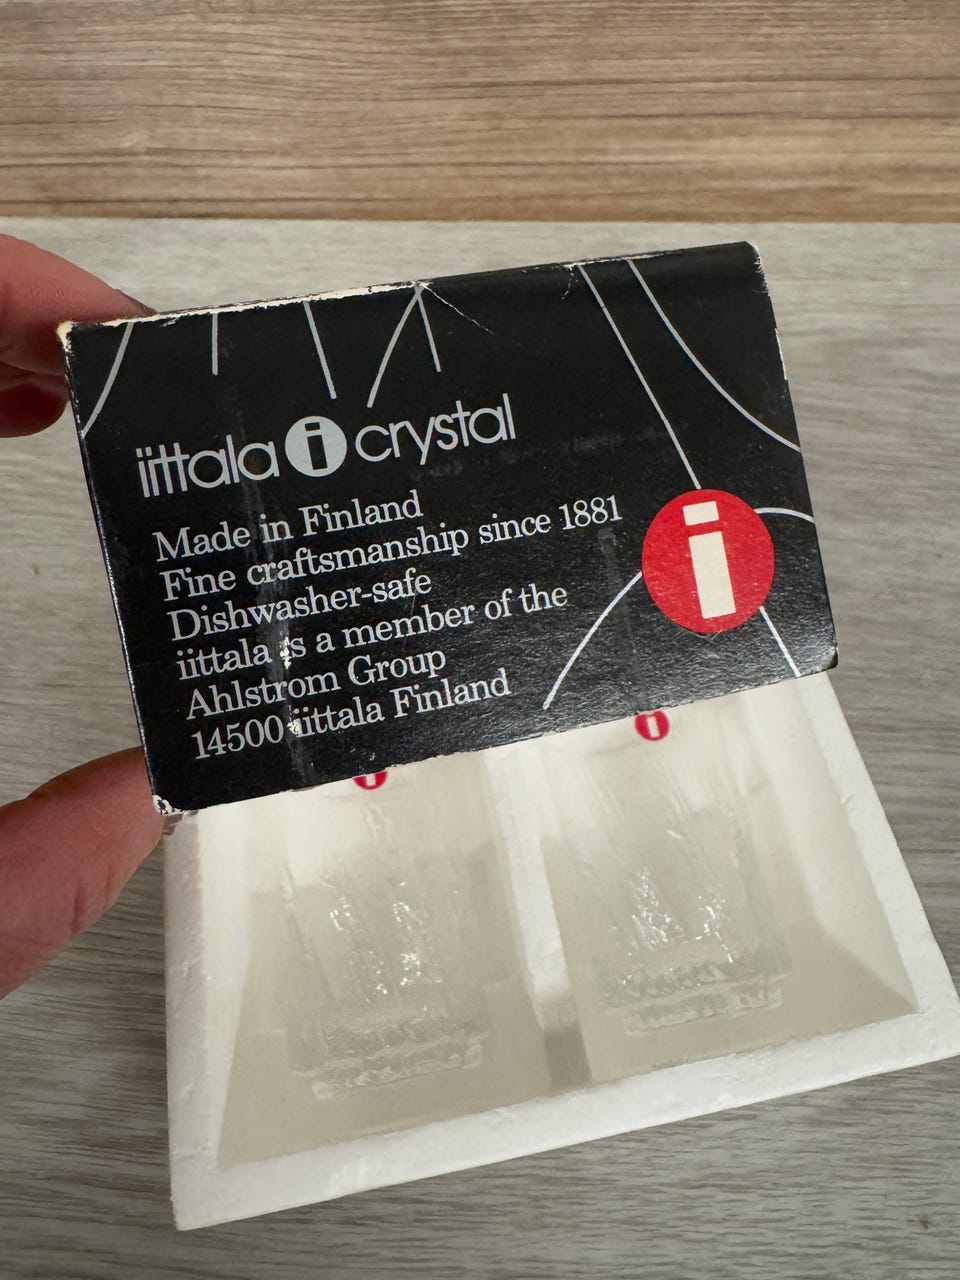 iittala i crystal
Made in Finland
Fine craftsmanship since 1881
Dishwasher-safe
iittala is a member of the
Ahlstrom Group
14500 iittala Finland
i
i
i